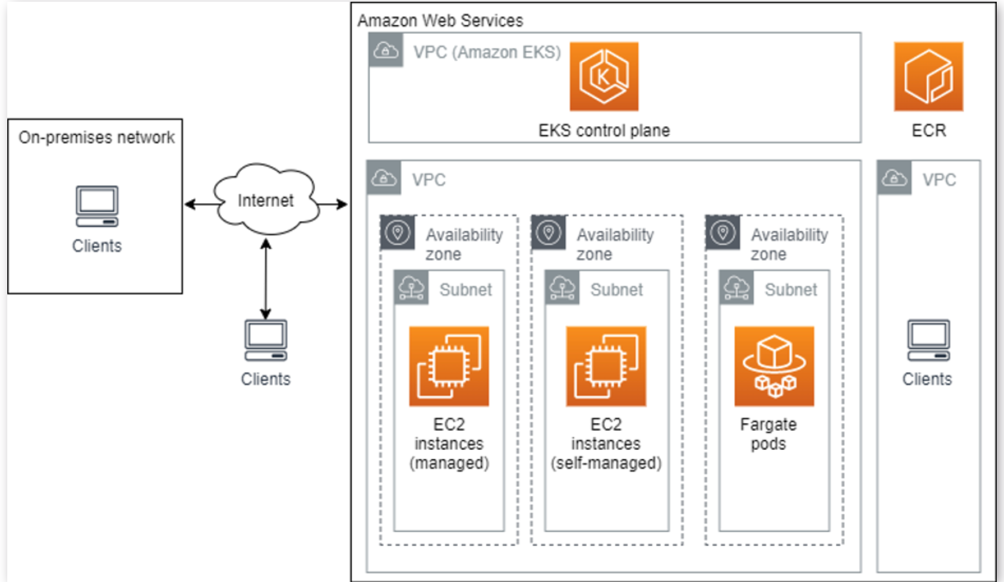 Amazon Web Services
VPC (Amazon EKS)
K
EKS control plane
ECR
On-premises network
Clients
Internet
Clients
VPC
Availability
zone
Subnet
EC2
instances
(managed)
Availability
zone
Subnet
EC2
instances
(self-managed)
Availability
zone
Subnet
Fargate
pods
VPC
Clients